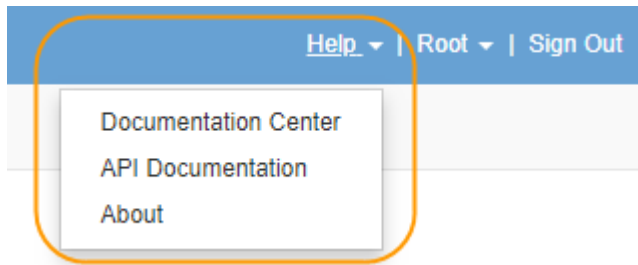 Help | Root | Sign Out
Documentation Center
API Documentation
About